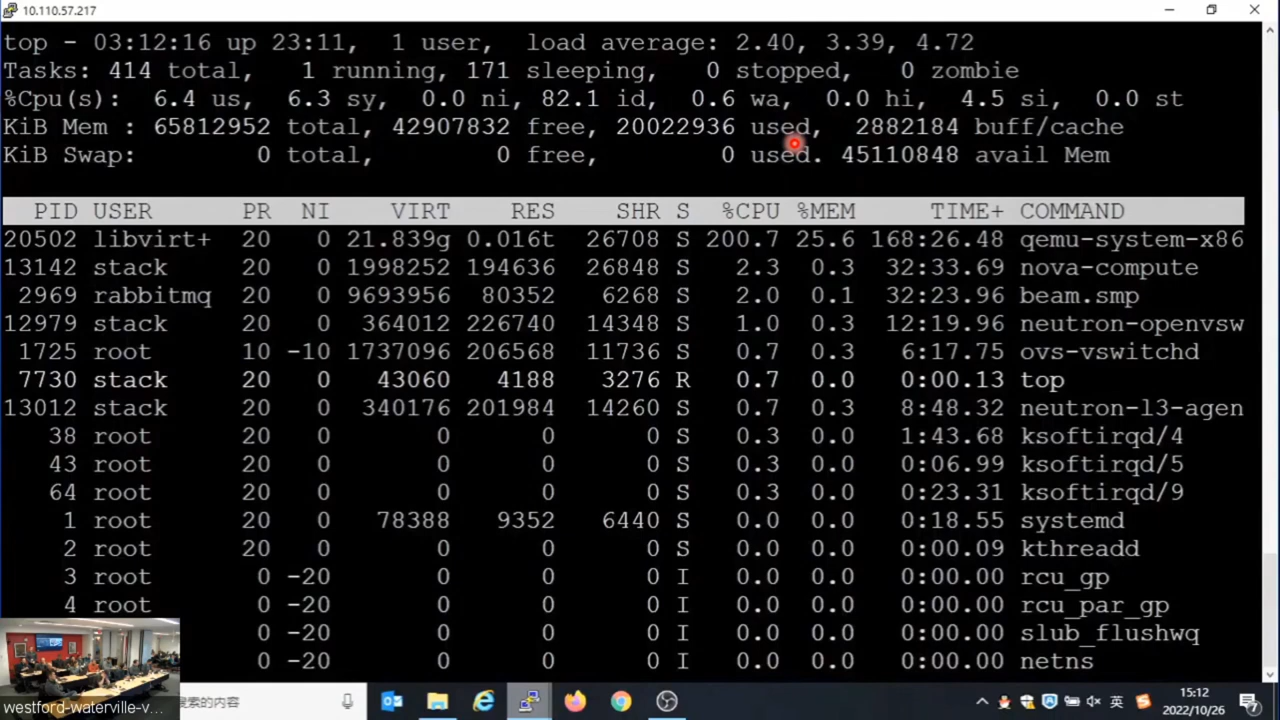 10.110.57.217
top - 03:12:16 up 23:11, 1 user, load average: 2.40, 3.39, 4.72
Tasks: 414 total, 1 running, 171 sleeping, 0 stopped, 0 zombie
%Cpu(s): 6.4 us, 6.3 sy, 0.0 ni, 82.1 id, 0.6 wa, 0.0 hi, 4.5 si, 0.0 st
KiB Mem : 65812952 total, 42907832 free, 20022936 used, 2882184 buff/cache
KiB Swap: 0 total, 0 free, 0 used. 45110848 avail Mem
PID USER PR NI VIRT RES SHR S %CPU %MEM TIME+ COMMAND
20502 libvirt+ 20 0 21.839g 0.016t 26708 S 200.7 25.6 168:26.48 qemu-system-x86
13142 stack 20 0 1998252 194636 26848 S 2.3 0.3 32:33.69 nova-compute
2969 rabbitmq 20 0 9693956 80352 6268 S 2.0 0.1 32:23.96 beam.smp
12979 stack 20 0 364012 226740 14348 S 1.0 0.3 12:19.96 neutron-openvsw
1725 root 10 -10 1737096 206568 11736 S 0.7 0.3 6:17.75 ovs-vswitchd
7730 stack 20 0 43060 4188 3276 R 0.7 0.0 0:00.13 top
13012 stack 20 0 340176 201984 14260 S 0.7 0.3 8:48.32 neutron-l3-agen
38 root 20 0 0 0 0 S 0.3 0.0 1:43.68 ksoftirqd/4
43 root 20 0 0 0 0 S 0.3 0.0 0:06.99 ksoftirqd/5
64 root 20 0 0 0 0 S 0.3 0.0 0:23.31 ksoftirqd/9
1 root 20 0 78388 9352 6440 S 0.0 0.0 0:18.55 systemd
2 root 20 0 0 0 0 S 0.0 0.0 0:00.09 kthreadd
3 root 0 -20 0 0 0 I 0.0 0.0 0:00.00 rcu_gp
4 root 0 -20 0 0 0 I 0.0 0.0 0:00.00 rcu_par_gp
0 -20 0 0 0 I 0.0 0.0 0:00.00 slub_flushwq
0 -20 0 0 0 I 0.0 0.0 0:00.00 netns
westford-waterville-v...
搜索的内容
英
15:12
2022/10/26
7